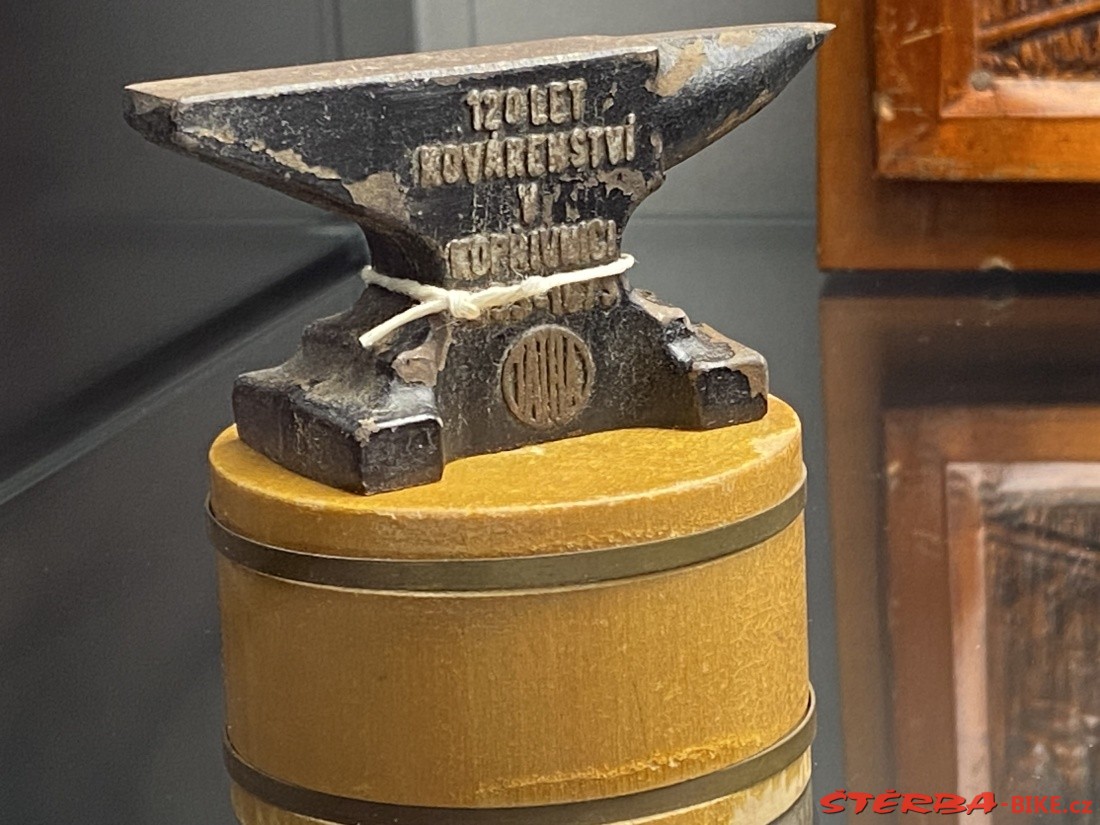 120 LET
KOVÁRENSTVÍ
V
KOPŘIVNICI
TATRA
ŠTĚRBA-BIKE.cz